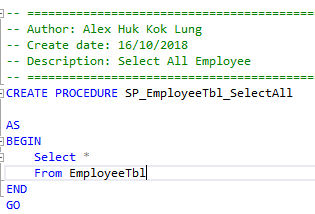 -- =============================================
-- Author: Alex Huk Kok Lung
-- Create date: 16/10/2018
-- Description: Select All Employee
-- =============================================
CREATE PROCEDURE SP_EmployeeTbl_SelectAll
AS
BEGIN
Select *
From EmployeeTbl
END
GO